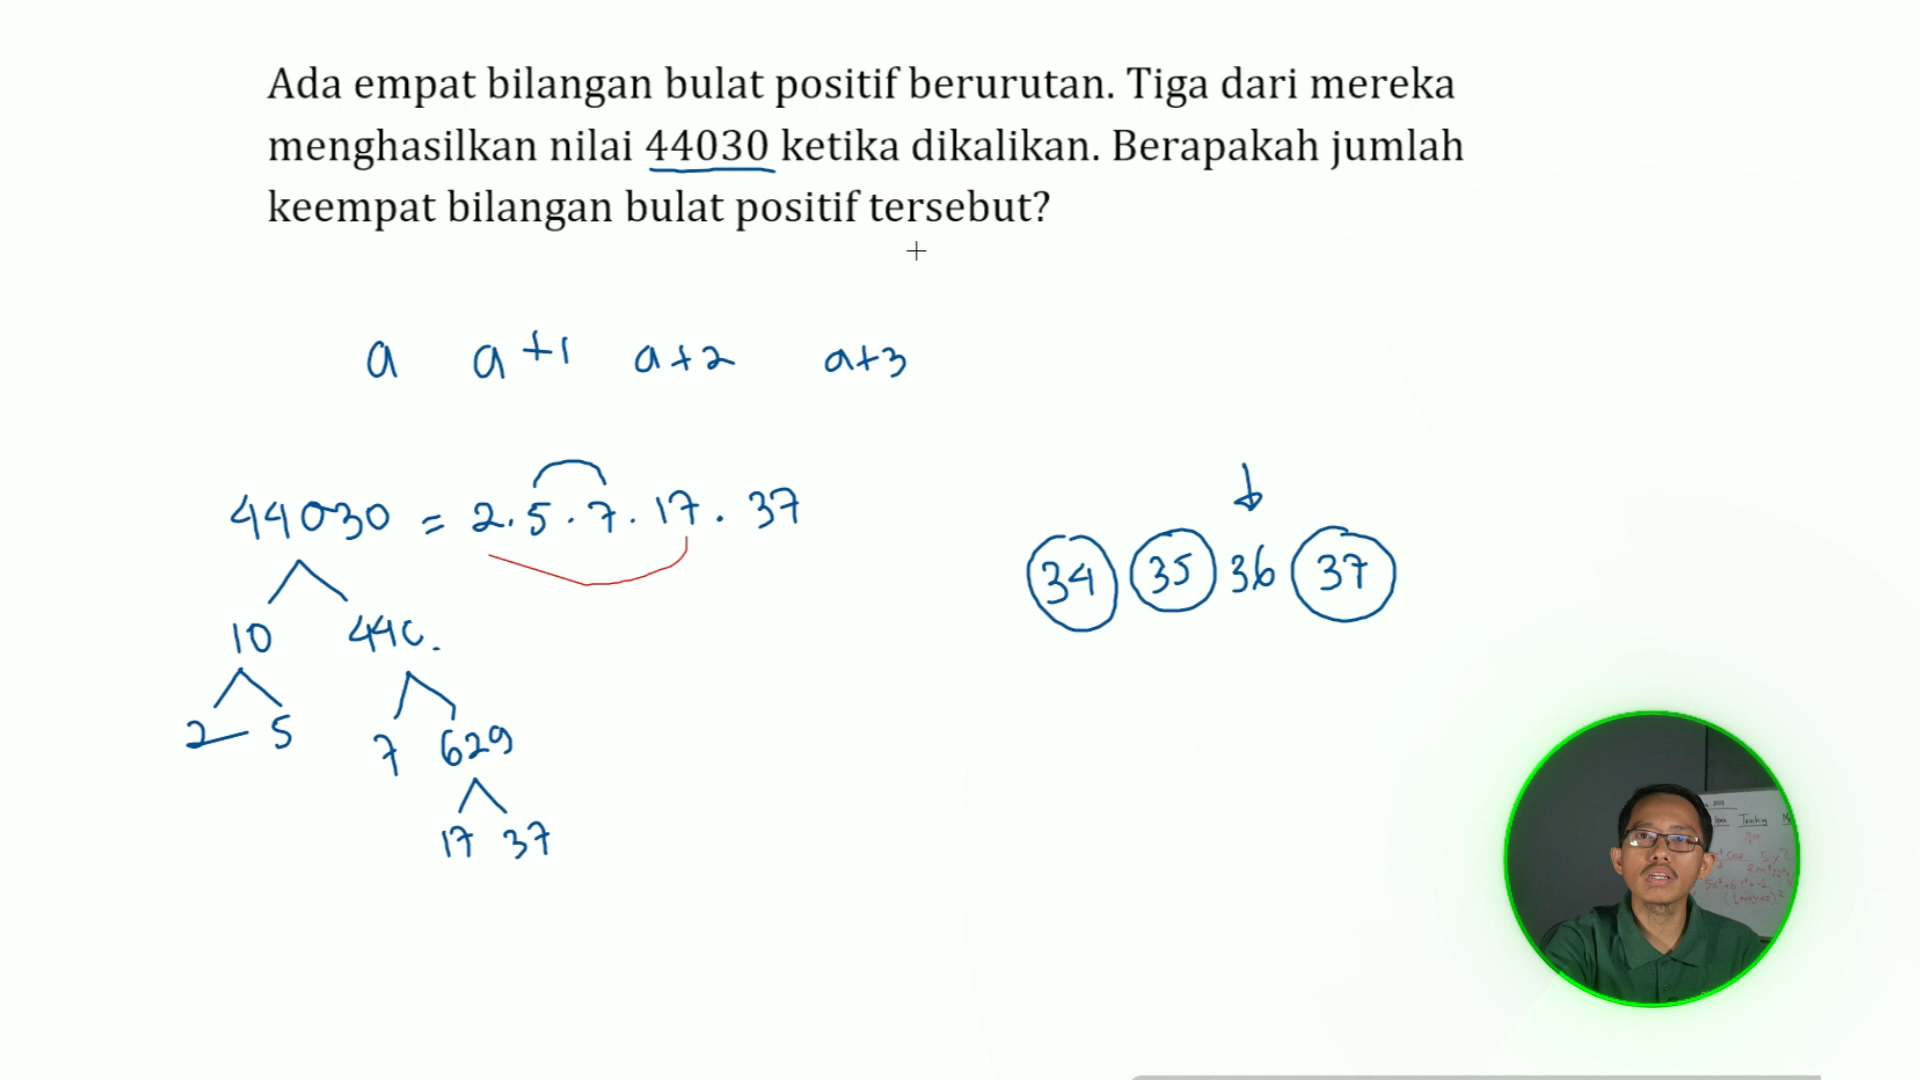 Ada empat bilangan bulat positif berurutan. Tiga dari mereka
menghasilkan nilai 44030 ketika dikalikan. Berapakah jumlah
keempat bilangan bulat positif tersebut?
a a+1 a+2 a+3
44030 = 2.5.7.17.37
34 35 36 37
10 440.
2 5 7 629
17 37
Teaching